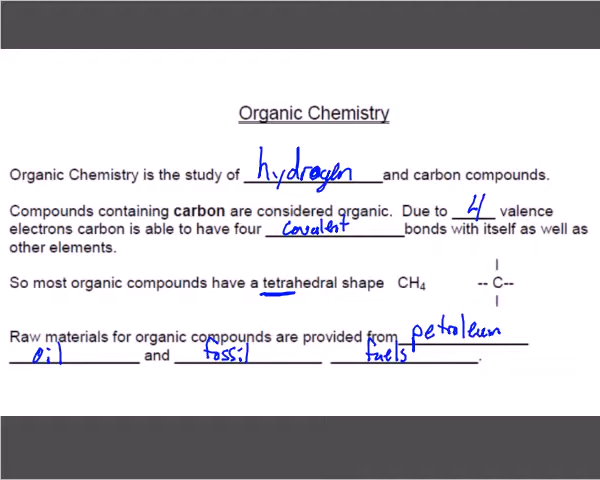 Organic Chemistry
Organic Chemistry is the study of hydrogen and carbon compounds.
Compounds containing carbon are considered organic. Due to 4 valence
electrons carbon is able to have four covalent bonds with itself as well as
other elements.
So most organic compounds have a tetrahedral shape CH₄ -- C--
Raw materials for organic compounds are provided from petroleum
oil and fossil fuels.